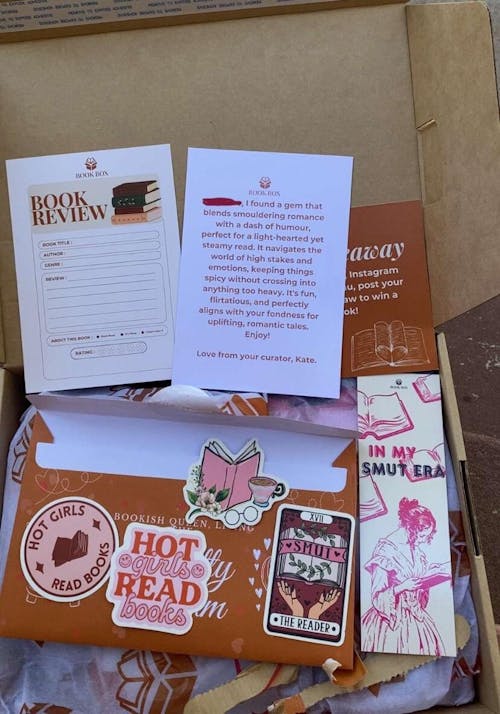 BOOK BOX
BOOK
REVIEW
BOOK TITLE :
AUTHOR :
GENRE :
REVIEW :
ABOUT THIS BOOK :
RATING :
BOOK BOX
, I found a gem that
blends smouldering romance
with a dash of humour,
perfect for a light-hearted yet
steamy read. It navigates the
world of high stakes and
emotions, keeping things
spicy without crossing into
anything too heavy. It's fun,
flirtatious, and perfectly
aligns with your fondness for
uplifting, romantic tales.
Enjoy!
Love from your curator, Kate.
eaway
Instagram
u, post your
aw to win a
k!
BOOK BOX
IN MY
SMUT ERA
BOOKISH QUEEN, LI
HOT GIRLS
READ BOOKS
HOT
girls
READ
books
XVII
SMUT
THE READER